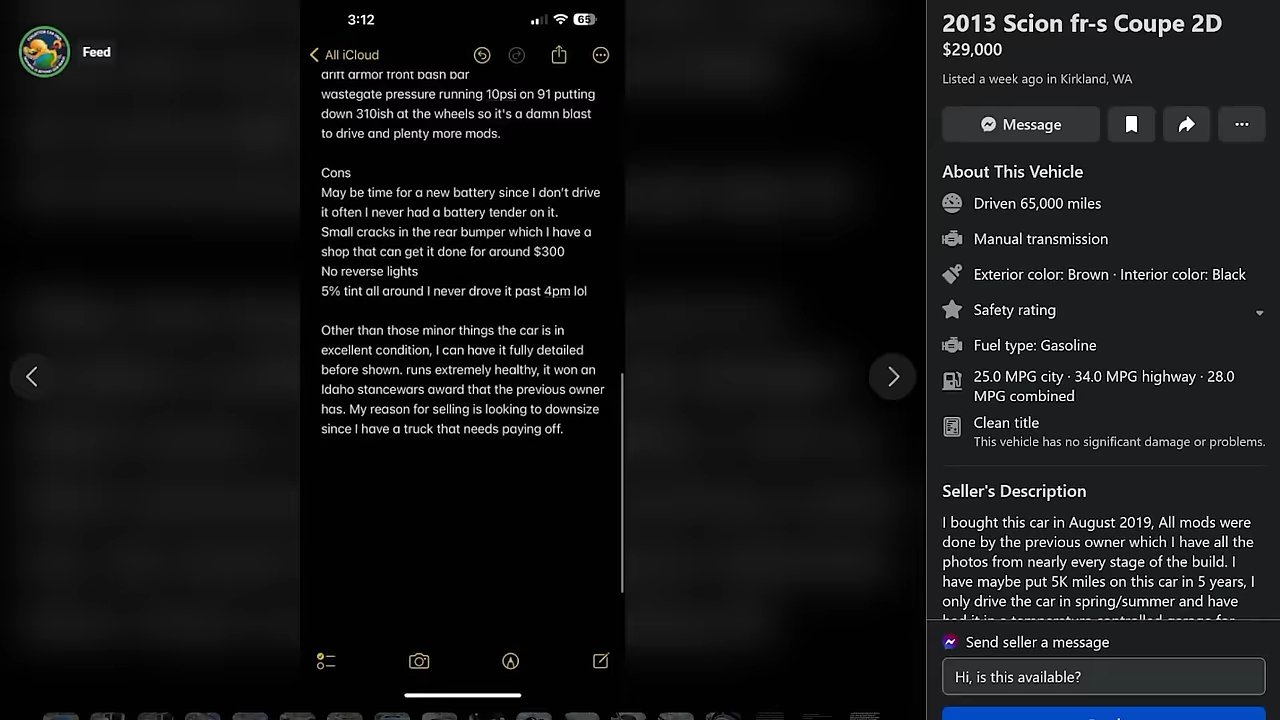 Feed
3:12
65
All iCloud
drift armor front bash bar
wastegate pressure running 10psi on 91 putting
down 310ish at the wheels so it's a damn blast
to drive and plenty more mods.
Cons
May be time for a new battery since I don't drive
it often I never had a battery tender on it.
Small cracks in the rear bumper which I have a
shop that can get it done for around $300
No reverse lights
5% tint all around I never drove it past 4pm lol
Other than those minor things the car is in
excellent condition, I can have it fully detailed
before shown. runs extremely healthy, it won an
Idaho stancewars award that the previous owner
has. My reason for selling is looking to downsize
since I have a truck that needs paying off.
2013 Scion fr-s Coupe 2D
$29,000
Listed a week ago in Kirkland, WA
Message
About This Vehicle
Driven 65,000 miles
Manual transmission
Exterior color: Brown · Interior color: Black
Safety rating
Fuel type: Gasoline
25.0 MPG city · 34.0 MPG highway · 28.0
MPG combined
Clean title
This vehicle has no significant damage or problems.
Seller's Description
I bought this car in August 2019, All mods were
done by the previous owner which I have all the
photos from nearly every stage of the build. I
have maybe put 5K miles on this car in 5 years, I
only drive the car in spring/summer and have
had it in a temperature controlled garage for
Send seller a message
Hi, is this available?